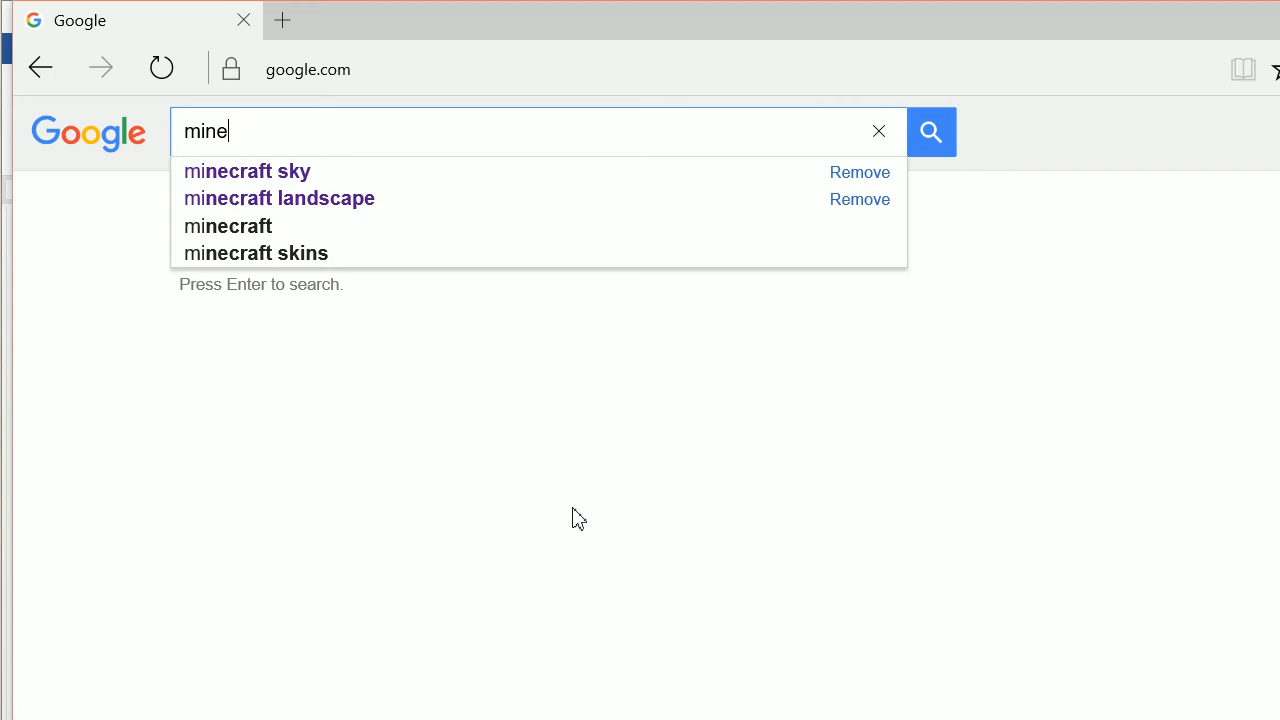 Google
google.com
Google
mine
minecraft sky Remove
minecraft landscape Remove
minecraft
minecraft skins
Press Enter to search.